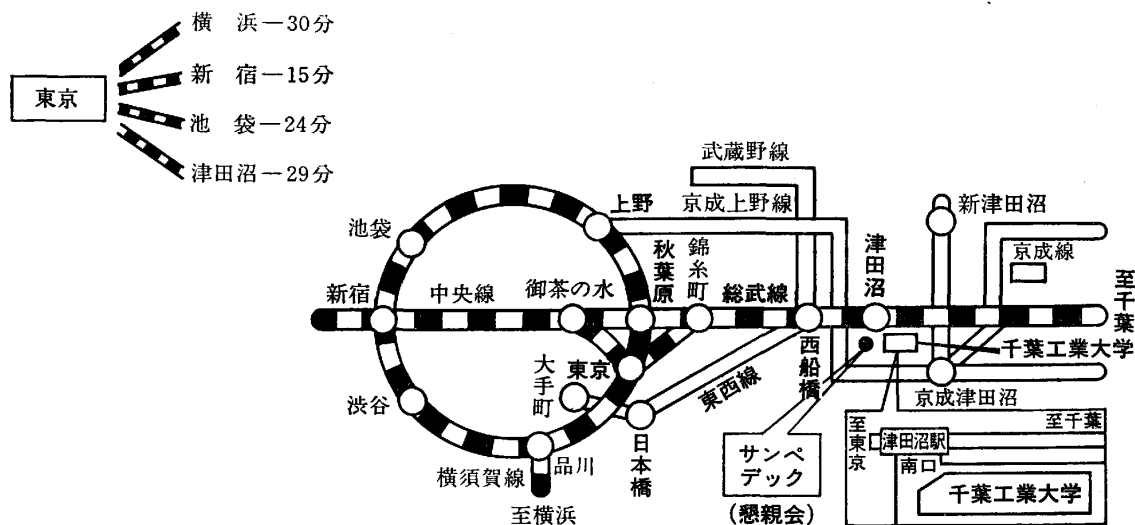 東京
横浜―30分
新宿―15分
池袋―24分
津田沼―29分
武蔵野線
京成上野線
上野
池袋
新宿
中央線
御茶の水
秋葉原
錦糸町
総武線
津田沼
新津田沼
京成線
至千葉
千葉工業大学
西船橋
東京
大手町
東西線
日本橋
渋谷
品川
横須賀線
至横浜
京成津田沼
サンペデック
(懇親会)
至東京
津田沼駅
至千葉
南口
千葉工業大学